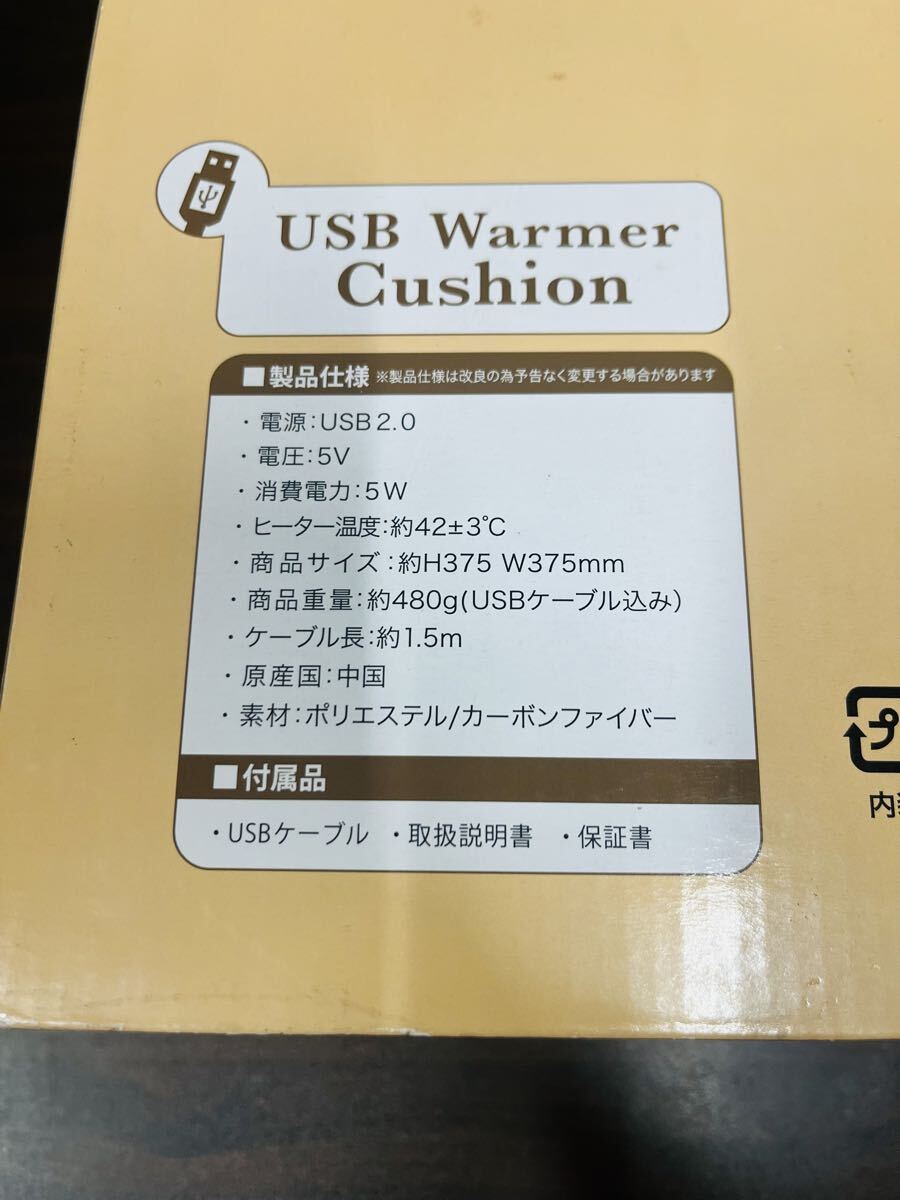 USB Warmer
Cushion
■製品仕様 ※製品仕様は改良の為予告なく変更する場合があります
・電源：USB2.0
・電圧：5V
・消費電力：5W
・ヒーター温度：約42±3℃
・商品サイズ：約H375 W375mm
・商品重量：約480g(USBケーブル込み)
・ケーブル長：約1.5m
・原産国：中国
・素材：ポリエステル/カーボンファイバー
■付属品
・USBケーブル ・取扱説明書 ・保証書
プ
内